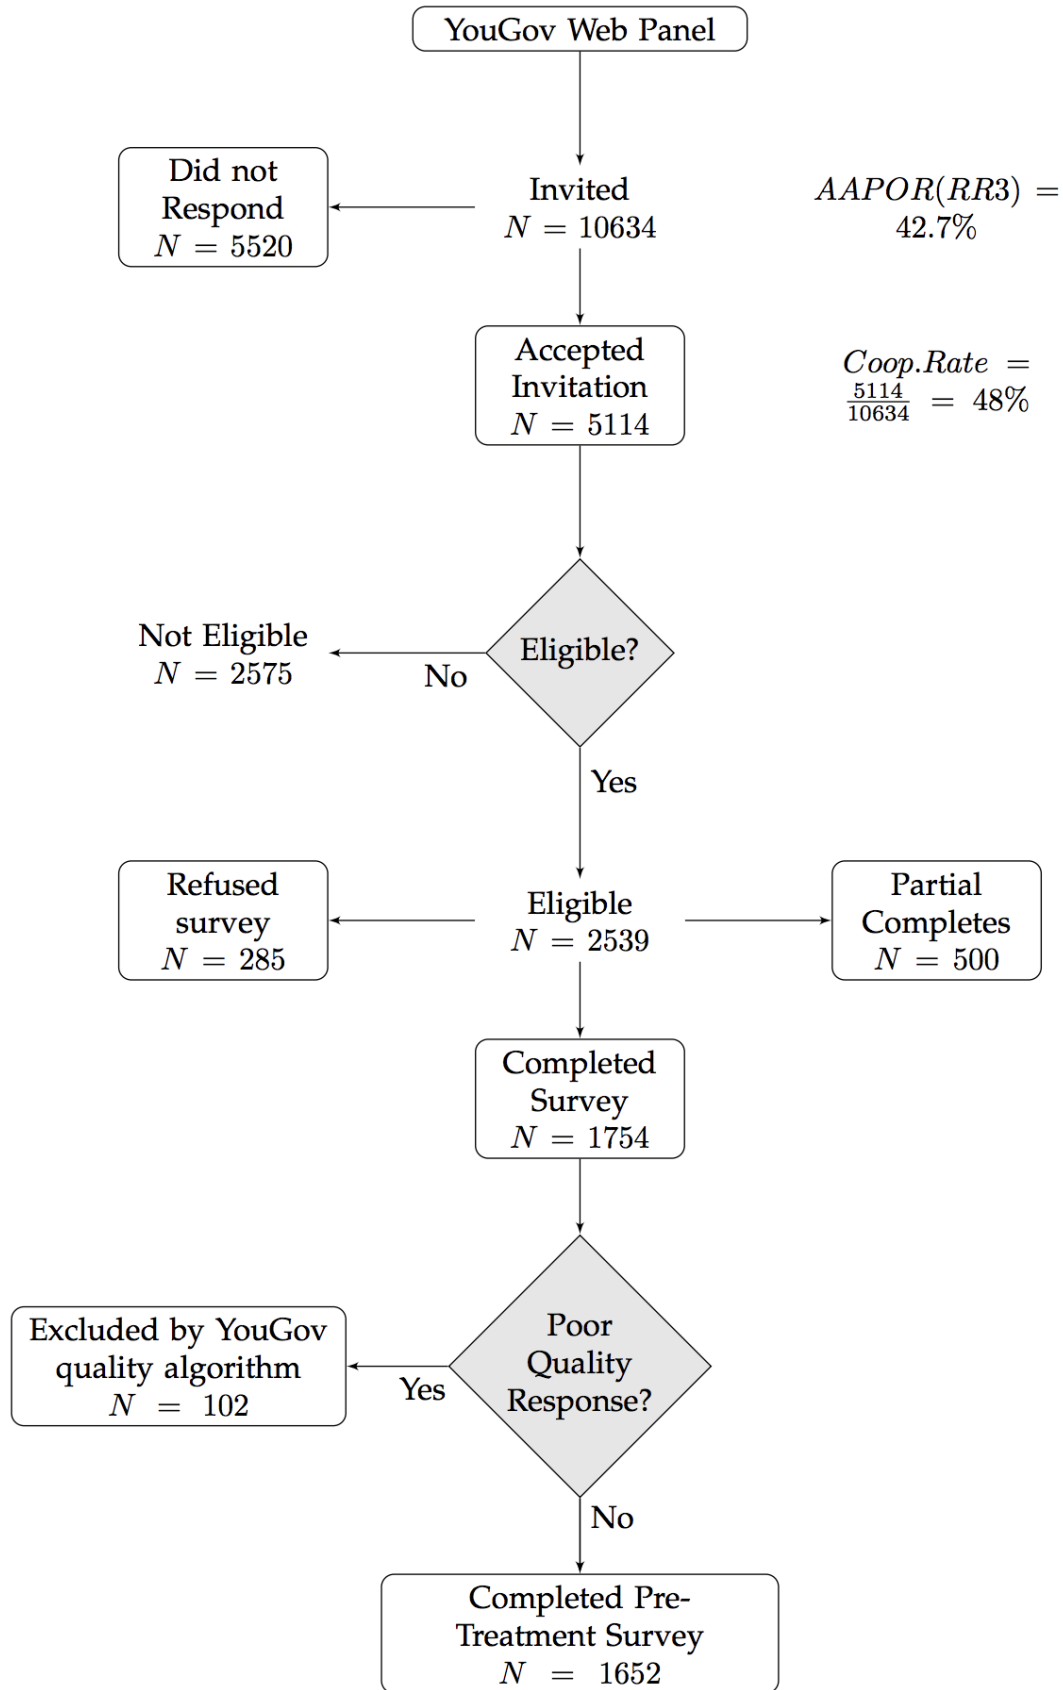 YouGov Web Panel
Did not
Respond
N = 5520
Invited
N = 10634
AAPOR(RR3) =
42.7%
Accepted
Invitation
N = 5114
Coop.Rate =
5114/10634 = 48%
Not Eligible
N = 2575
No
Eligible?
Yes
Refused
survey
N = 285
Eligible
N = 2539
Partial
Completes
N = 500
Completed
Survey
N = 1754
Excluded by YouGov
quality algorithm
N = 102
Yes
Poor
Quality
Response?
No
Completed Pre-
Treatment Survey
N = 1652